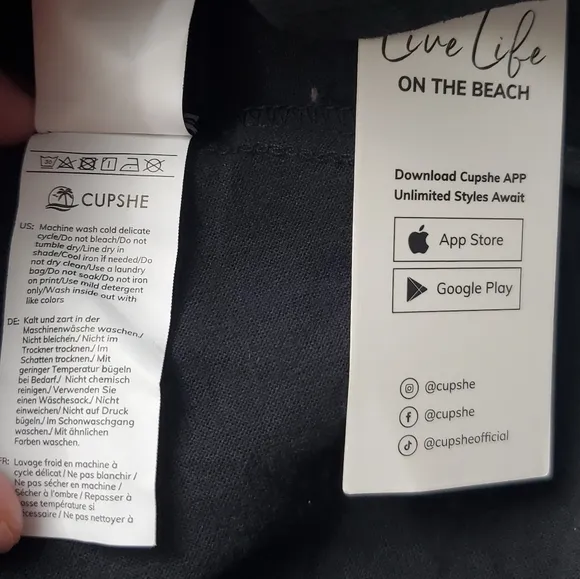 30
CUPSHE
US: Machine wash cold delicate
cycle/Do not bleach/Do not
tumble dry/Line dry in
shade/Cool iron if needed/Do
not dry clean/Use a laundry
bag/Do not soak/Do not iron
on print/Use mild detergent
only/Wash inside out with
like colors
DE: Kalt und zart in der
Maschinenwäsche waschen./
Nicht bleichen./ Nicht im
Trockner trocknen./ Im
Schatten trocknen./ Mit
geringer Temperatur bügeln
bei Bedarf./ Nicht chemisch
reinigen./ Verwenden Sie
einen Wäschesack./ Nicht
einweichen/ Nicht auf Druck
bügeln./ Im Schonwaschgang
waschen./ Mit ähnlichen
Farben waschen.
FR: Lavage froid en machine à
cycle délicat / Ne pas blanchir /
Ne pas sécher en machine /
Sécher à l'ombre / Repasser à
température si
/ Ne pas nettoyer à
Live Life
ON THE BEACH
Download Cupshe APP
Unlimited Styles Await
App Store
Google Play
@cupshe
@cupshe
@cupsheofficial